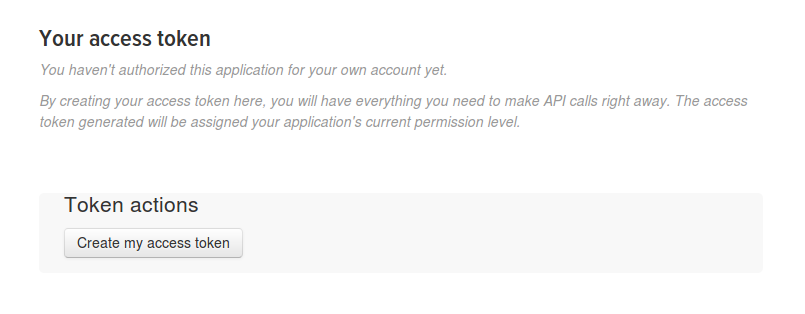 Your access token
You haven't authorized this application for your own account yet.
By creating your access token here, you will have everything you need to make API calls right away. The access
token generated will be assigned your application's current permission level.
Token actions
Create my access token